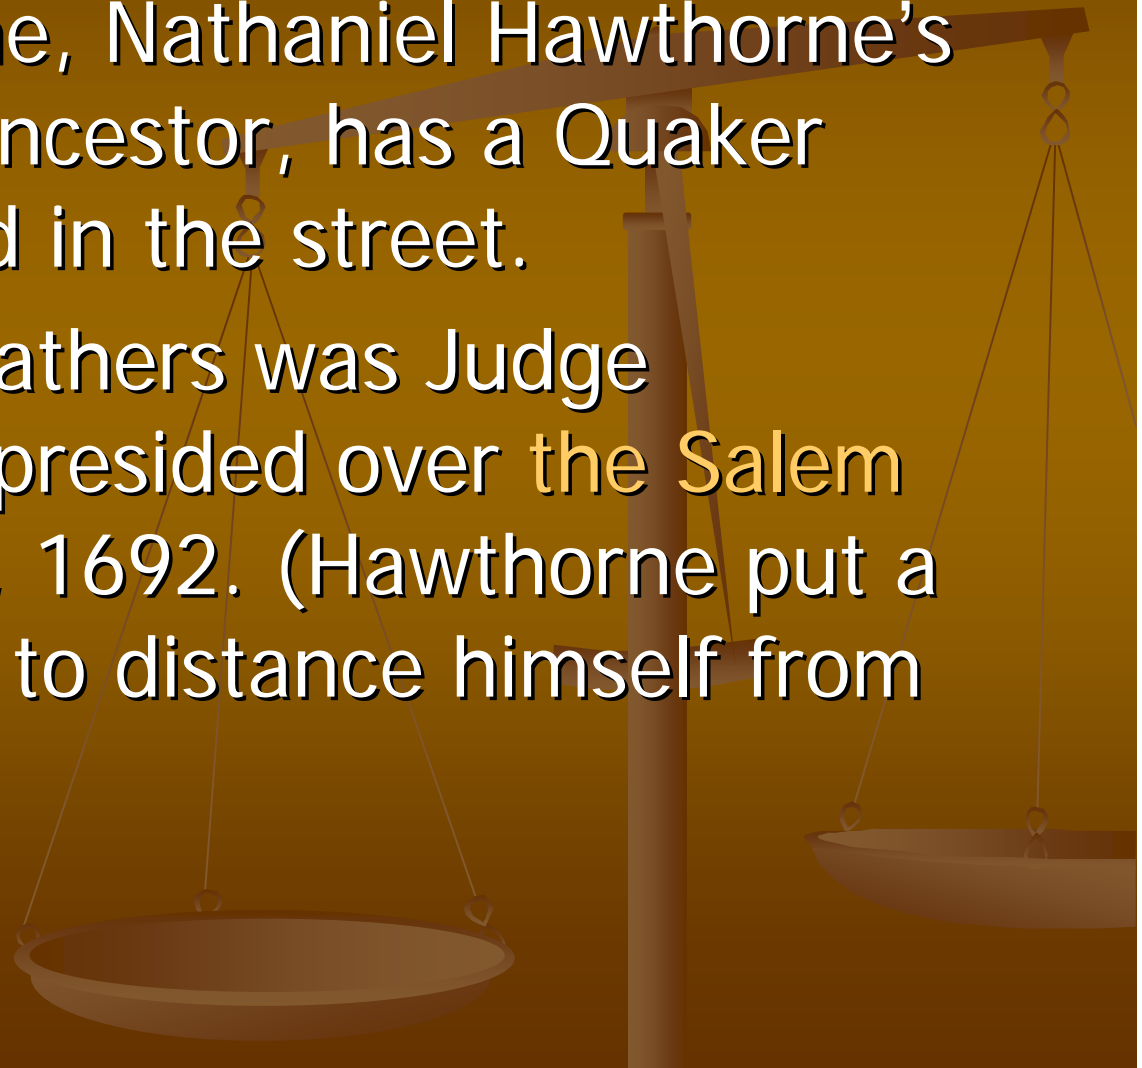 ne, Nathaniel Hawthorne’s
ncestor, has a Quaker
d in the street.
athers was Judge
presided over the Salem
, 1692. (Hawthorne put a
to distance himself from